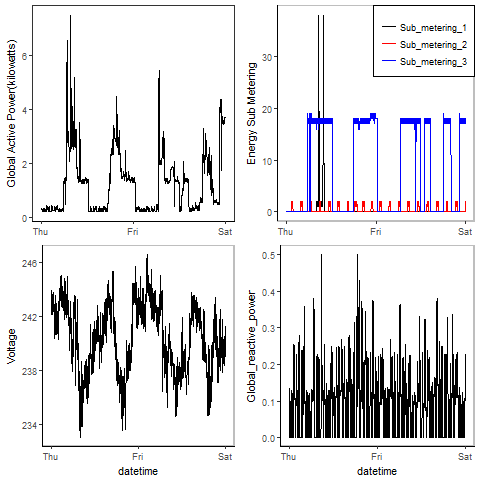 Global Active Power(kilowatts)
6
4
2
0
Thu
Fri
Sat
Energy Sub Metering
30
20
10
0
Thu
Fri
Sat
Sub_metering_1
Sub_metering_2
Sub_metering_3
Voltage
246
242
238
234
Thu
Fri
Sat
datetime
Global_reactive_power
0.5
0.4
0.3
0.2
0.1
0.0
Thu
Fri
Sat
datetime